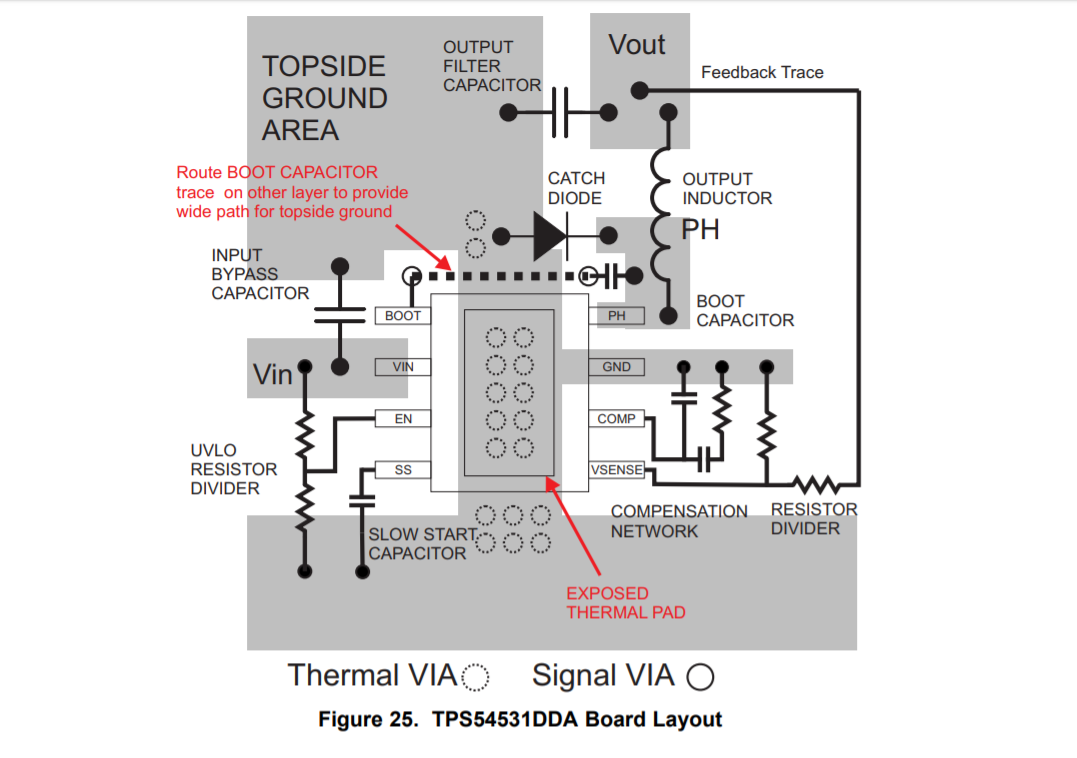 TOPSIDE
GROUND
AREA
OUTPUT
FILTER
CAPACITOR
Vout
Feedback Trace
Route BOOT CAPACITOR
trace on other layer to provide
wide path for topside ground
CATCH
DIODE
OUTPUT
INDUCTOR
PH
INPUT
BYPASS
CAPACITOR
BOOT
CAPACITOR
BOOT
PH
Vin
VIN
GND
EN
COMP
UVLO
RESISTOR
DIVIDER
SS
VSENSE
SLOW START
CAPACITOR
COMPENSATION
NETWORK
RESISTOR
DIVIDER
EXPOSED
THERMAL PAD
Thermal VIA
Signal VIA
Figure 25. TPS54531DDA Board Layout